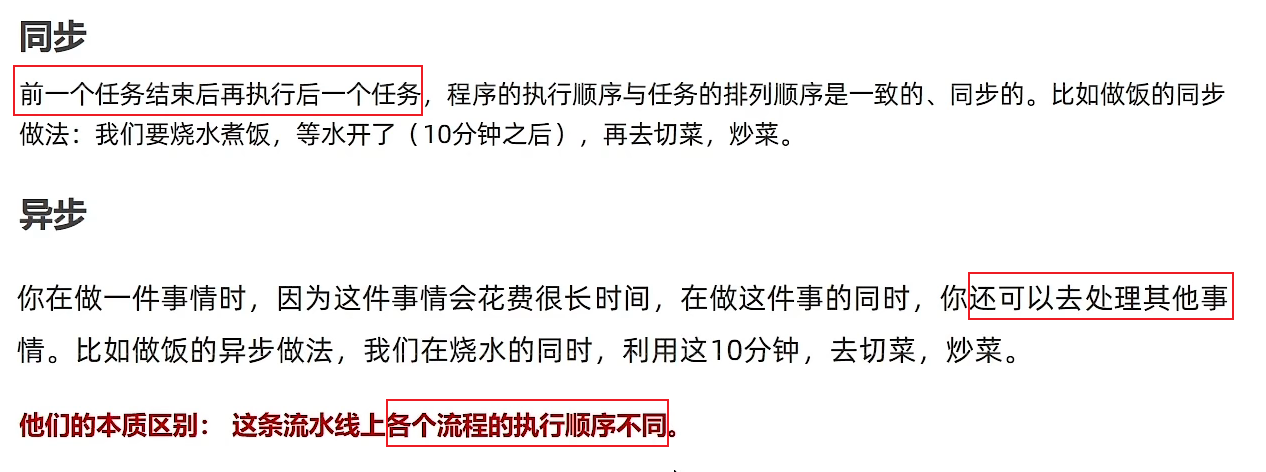 同步
前一个任务结束后再执行后一个任务，程序的执行顺序与任务的排列顺序是一致的、同步的。比如做饭的同步
做法：我们要烧水煮饭，等水开了（10分钟之后），再去切菜，炒菜。
异步
你在做一件事情时，因为这件事情会花费很长时间，在做这件事的同时，你还可以去处理其他事
情。比如做饭的异步做法，我们在烧水的同时，利用这10分钟，去切菜，炒菜。
他们的本质区别： 这条流水线上各个流程的执行顺序不同。